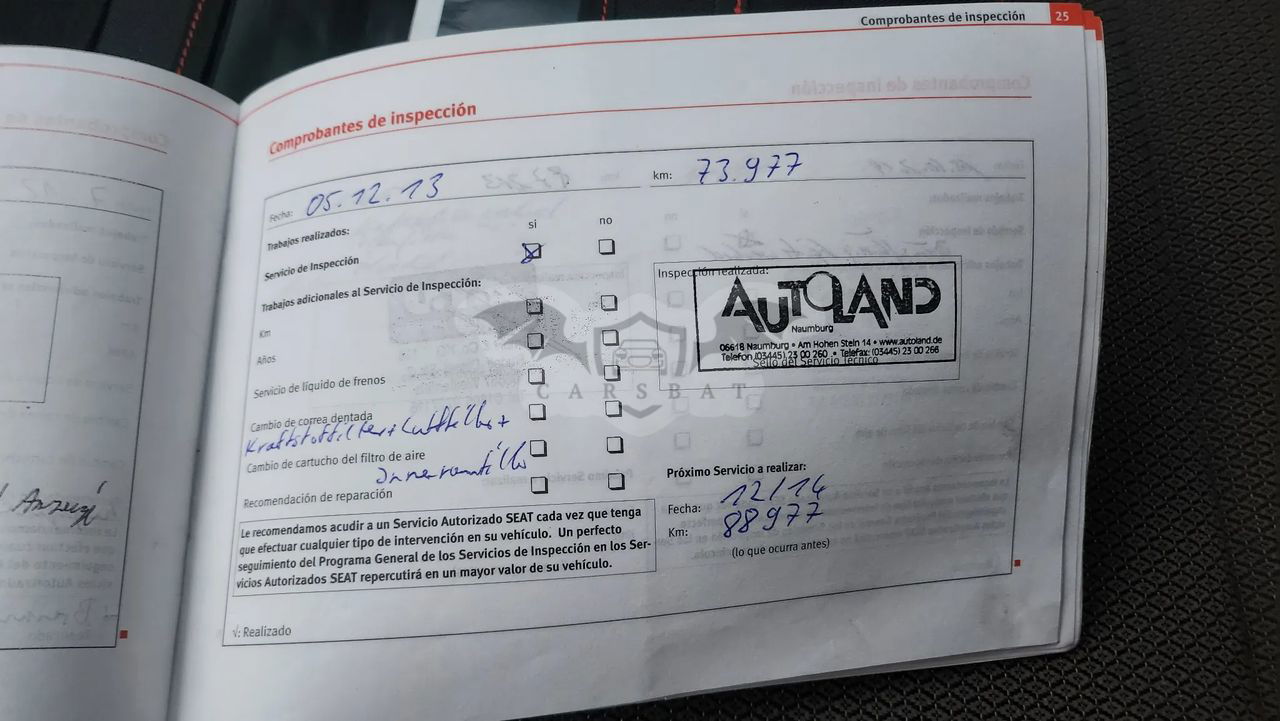 Comprobantes de inspección 25
Comprobantes de inspección
Fecha: 05.12.13
km: 73.977
Trabajos realizados:
si no
Servicio de Inspección
Trabajos adicionales al Servicio de Inspección:
Km
Años
Servicio de líquido de frenos
Cambio de correa dentada
Kraftstoffilter + Luftfilter +
Cambio de cartucho del filtro de aire
Innenraumfilter
Recomendación de reparación
Le recomendamos acudir a un Servicio Autorizado SEAT cada vez que tenga
que efectuar cualquier tipo de intervención en su vehículo. Un perfecto
seguimiento del Programa General de los Servicios de Inspección en los Ser-
vicios Autorizados SEAT repercutirá en un mayor valor de su vehículo.
√: Realizado
Inspección realizada:
AUTOLAND
Naumburg
06618 Naumburg • Am Hohen Stein 14 • www.autoland.de
Telefon (03445) 23 00 260 • Telefax: (03445) 23 00 266
Sello del Servicio Técnico
Próximo Servicio a realizar:
Fecha: 12/14
Km: 88977
(lo que ocurra antes)
CARSBAT